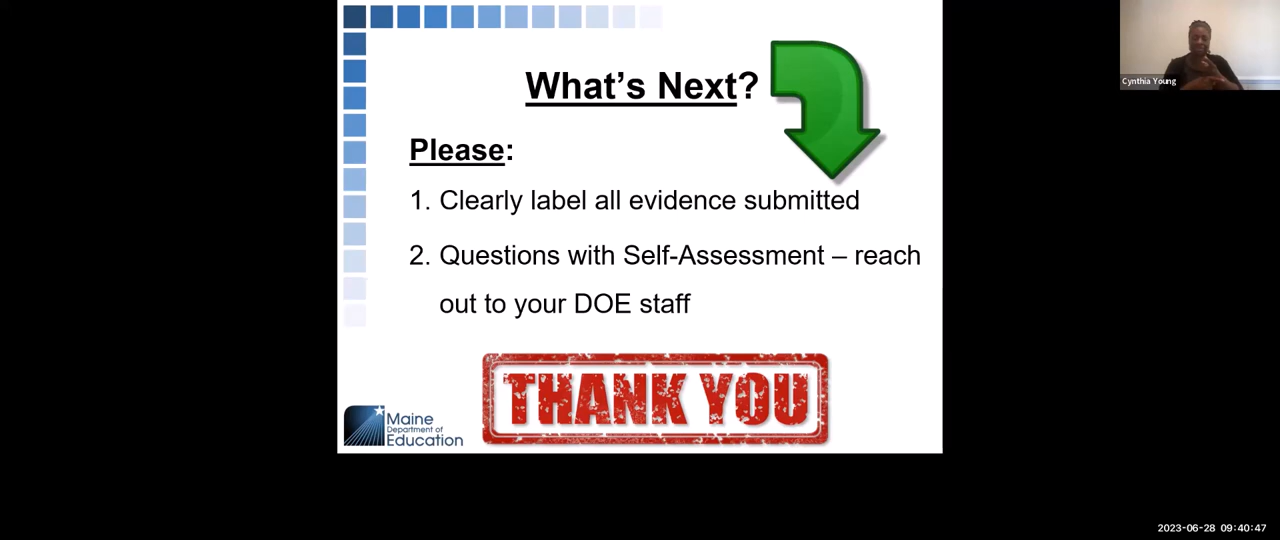 What's Next?
Please:
1. Clearly label all evidence submitted
2. Questions with Self-Assessment – reach
out to your DOE staff
THANK YOU
Maine
Department of
Education
Cynthia Young
2023-06-28 09:40:47